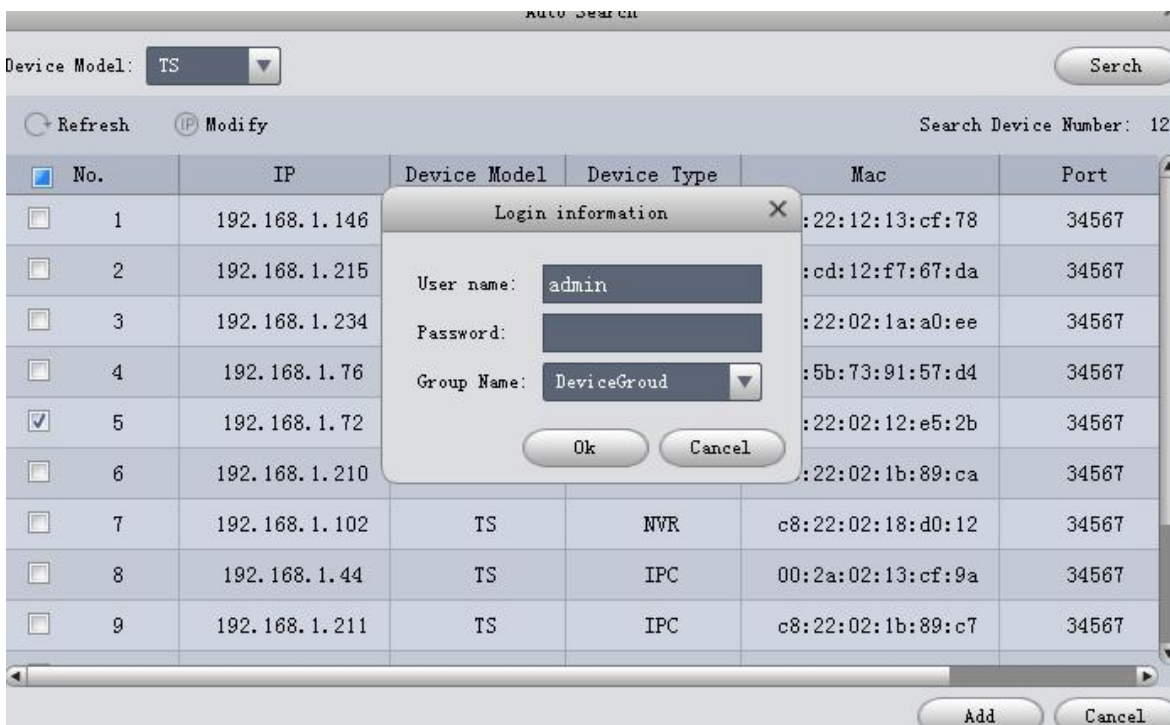 Auto Search
Device Model: TS Serch
Refresh IP Modify Search Device Number: 12
No. IP Device Model Device Type Mac Port
1 192.168.1.146 :22:12:13:cf:78 34567
2 192.168.1.215 :cd:12:f7:67:da 34567
3 192.168.1.234 :22:02:1a:a0:ee 34567
4 192.168.1.76 :5b:73:91:57:d4 34567
5 192.168.1.72 :22:02:12:e5:2b 34567
6 192.168.1.210 :22:02:1b:89:ca 34567
7 192.168.1.102 TS NVR c8:22:02:18:d0:12 34567
8 192.168.1.44 TS IPC 00:2a:02:13:cf:9a 34567
9 192.168.1.211 TS IPC c8:22:02:1b:89:c7 34567
Login information
User name: admin
Password:
Group Name: DeviceGroud
Ok Cancel
Add Cancel